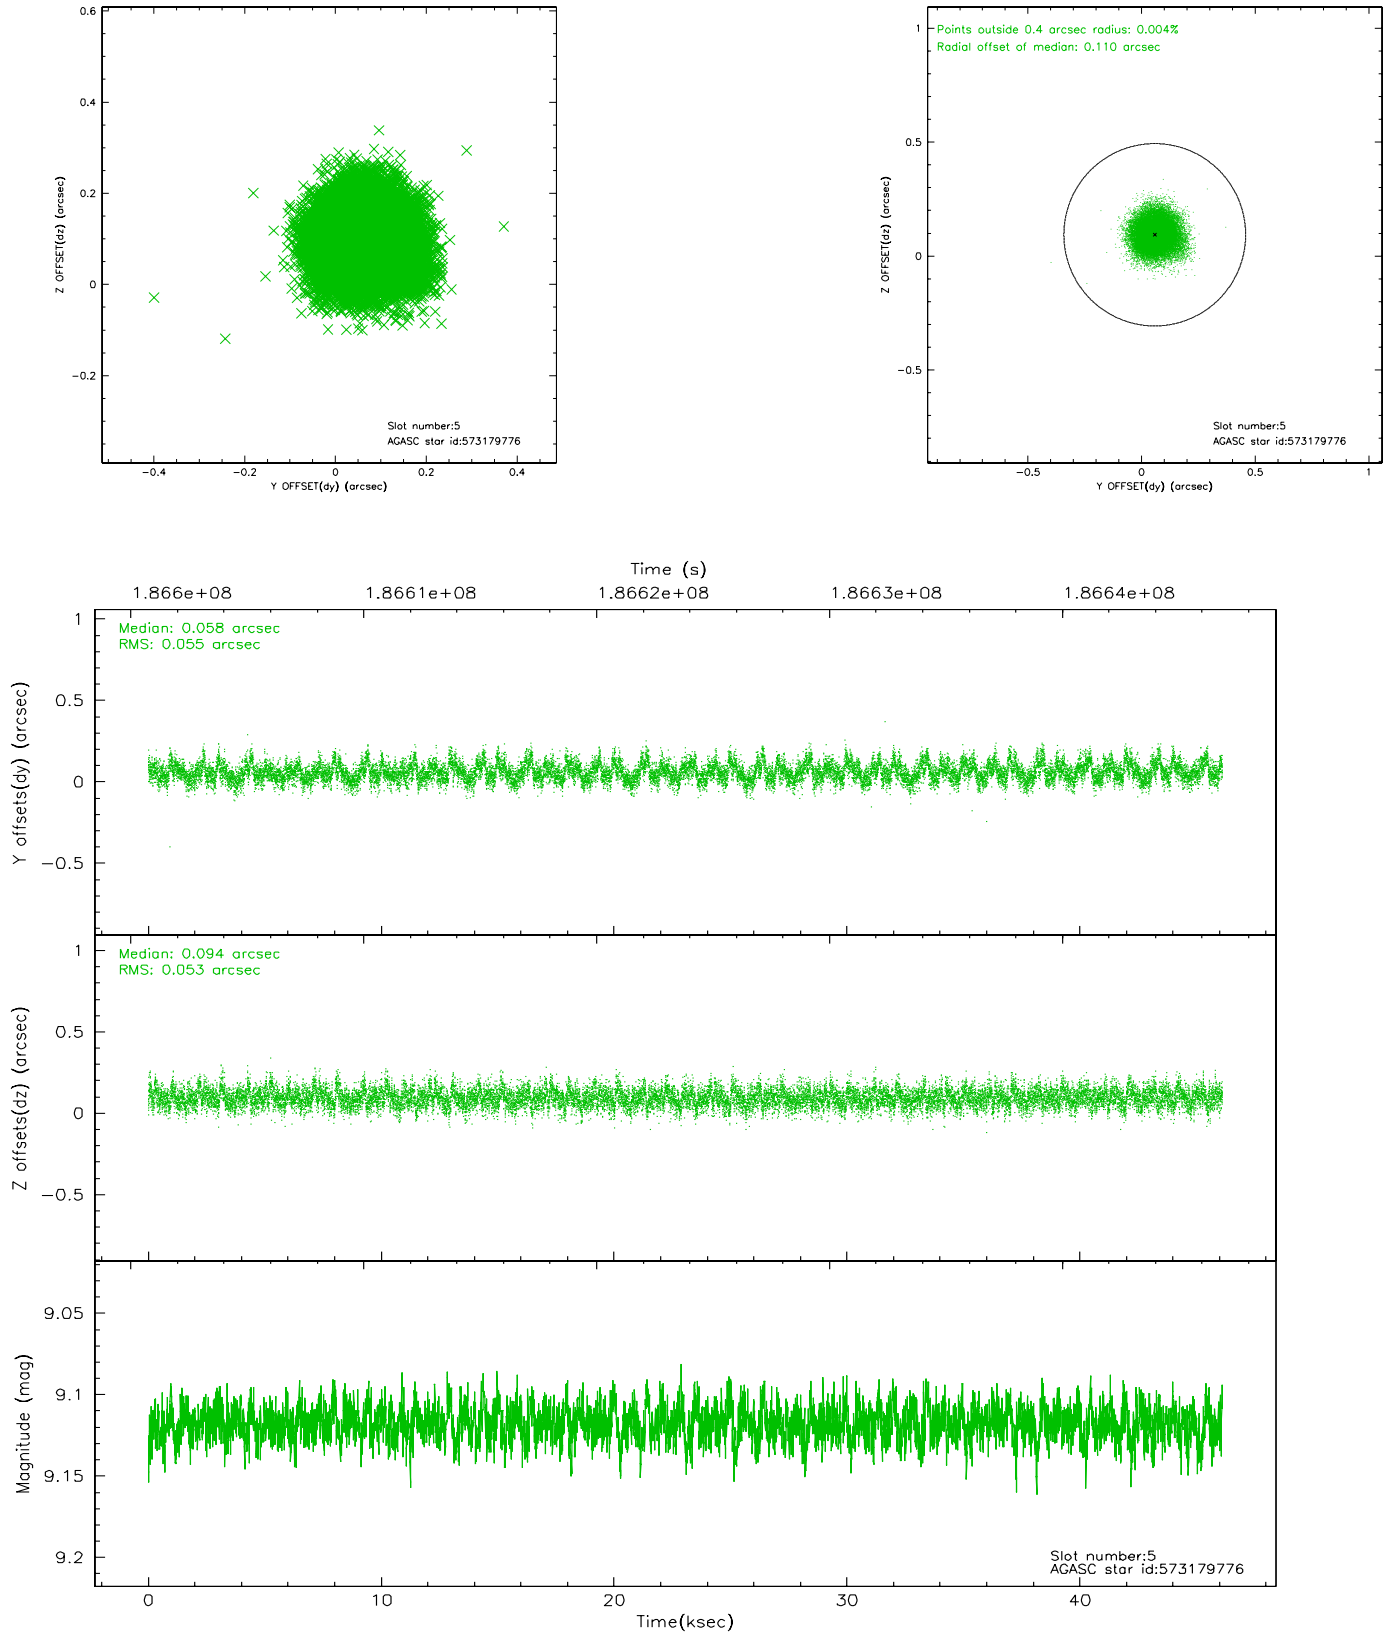 0.6
0.4
0.2
0
−0.2
Z OFFSET(dz) (arcsec)
Slot number:5
AGASC star id:573179776
−0.4 −0.2 0 0.2 0.4
Y OFFSET(dy) (arcsec)
Points outside 0.4 arcsec radius: 0.004%
Radial offset of median: 0.110 arcsec
1
0.5
0
−0.5
Z OFFSET(dz) (arcsec)
Slot number:5
AGASC star id:573179776
−0.5 0 0.5 1
Y OFFSET(dy) (arcsec)
Time (s)
1.866e+08 1.8661e+08 1.8662e+08 1.8663e+08 1.8664e+08
Median: 0.058 arcsec
RMS: 0.055 arcsec
1
0.5
0
−0.5
Y offsets(dy) (arcsec)
Median: 0.094 arcsec
RMS: 0.053 arcsec
1
0.5
0
−0.5
Z offsets(dz) (arcsec)
9.05
9.1
9.15
9.2
Magnitude (mag)
Slot number:5
AGASC star id:573179776
0 10 20 30 40
Time(ksec)